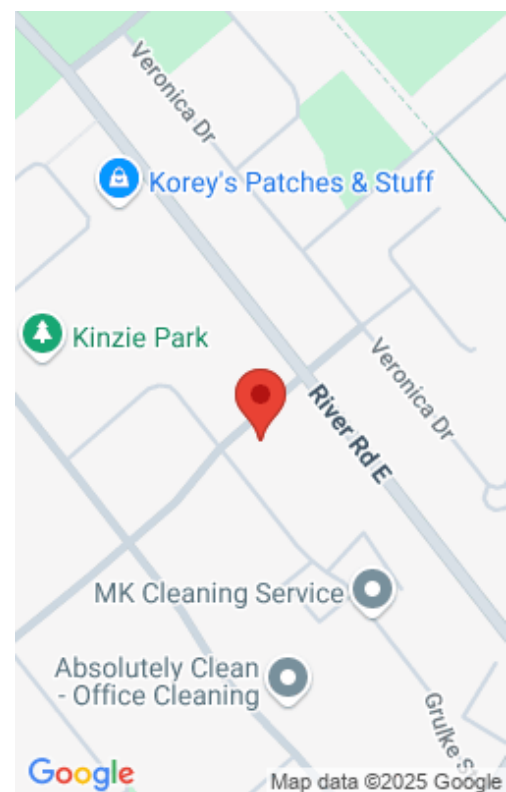 Veronica Dr
Korey's Patches & Stuff
Kinzie Park
Veronica Dr
River Rd E
MK Cleaning Service
Absolutely Clean
- Office Cleaning
Grulke St
Google
Map data ©2025 Google